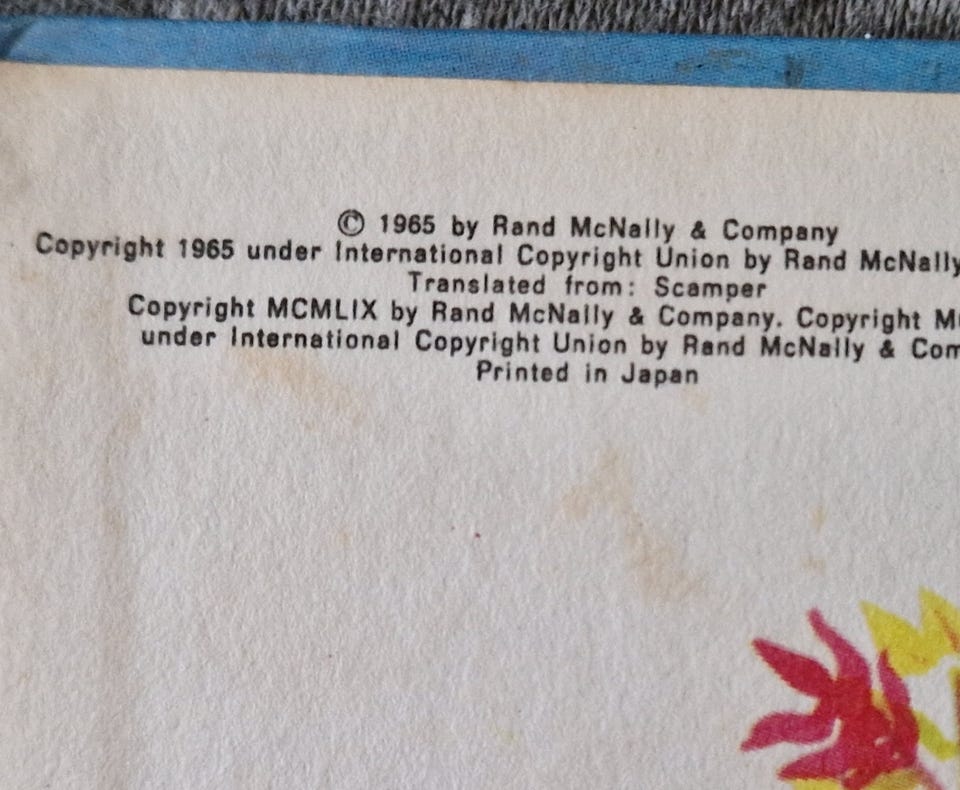 © 1965 by Rand McNally & Company
Copyright 1965 under International Copyright Union by Rand McNally
Translated from: Scamper
Copyright MCMLIX by Rand McNally & Company. Copyright
under International Copyright Union by Rand McNally &
Printed in Japan